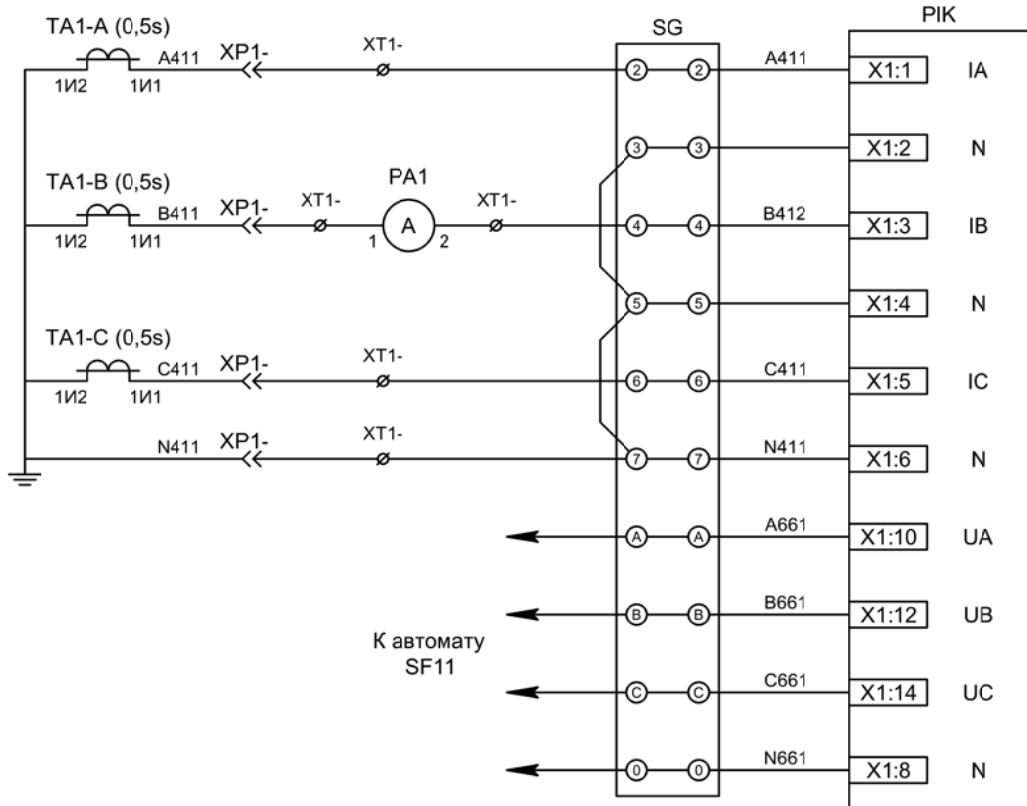 PIK
SG
TA1-A (0,5s)
A411 XP1- XT1-
1И2 1И1
2 2 A411 X1:1 IA
3 3 X1:2 N
TA1-B (0,5s)
B411 XP1- XT1- PA1 XT1-
1И2 1И1
1 A 2
4 4 B412 X1:3 IB
5 5 X1:4 N
TA1-C (0,5s)
C411 XP1- XT1-
1И2 1И1
6 6 C411 X1:5 IC
N411 XP1- XT1-
7 7 N411 X1:6 N
A A A661 X1:10 UA
B B B661 X1:12 UB
К автомату
SF11
C C C661 X1:14 UC
0 0 N661 X1:8 N